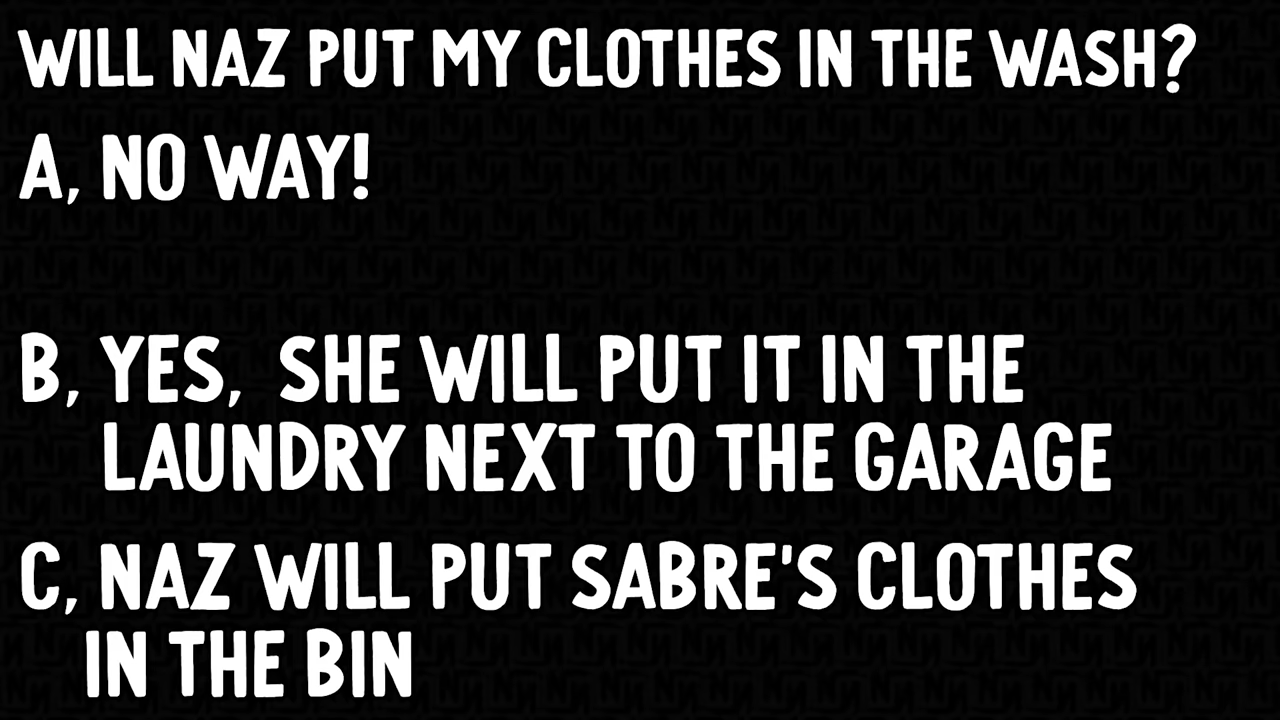 WILL NAZ PUT MY CLOTHES IN THE WASH?
A, NO WAY!
B, YES, SHE WILL PUT IT IN THE
LAUNDRY NEXT TO THE GARAGE
C, NAZ WILL PUT SABRE'S CLOTHES
IN THE BIN